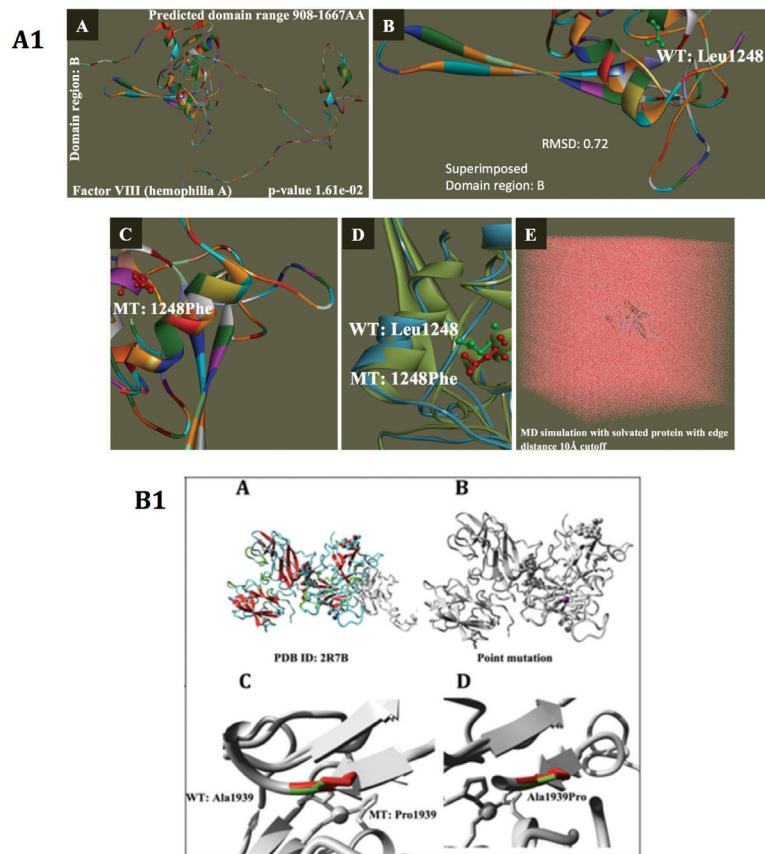 A1
A
Predicted domain range 908-1667AA
Domain region: B
Factor VIII (hemophilia A)
p-value 1.61e-02
B
WT: Leu1248
RMSD: 0.72
Superimposed
Domain region: B
C
MT: 1248Phe
D
WT: Leu1248
MT: 1248Phe
E
MD simulation with solvated protein with edge
distance 10Å cutoff
B1
A
PDB ID: 2R7B
B
Point mutation
C
WT: Ala1939
MT: Pro1939
D
Ala1939Pro